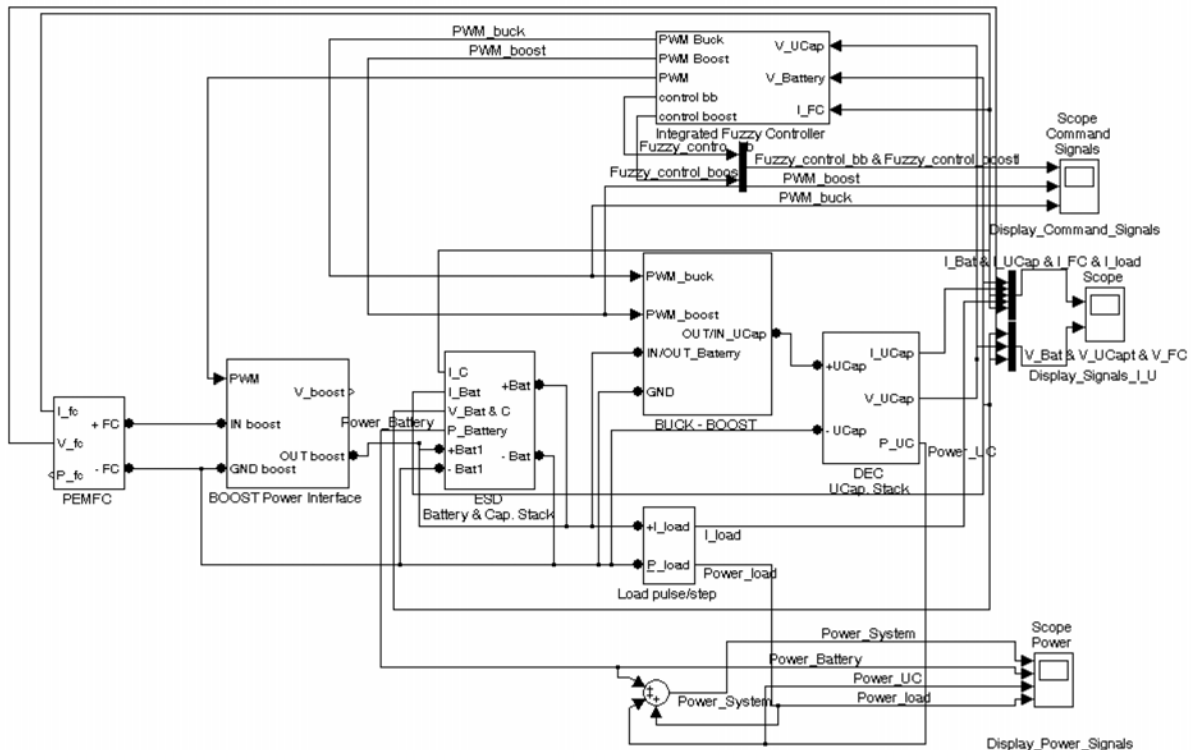 PWM_buck
PWM_boost
PWM Buck
PWM Boost
PWM
control bb
control boost
V_UCap
V_Battery
I_FC
Integrated Fuzzy Controller
Scope
Command
Signals
Fuzzy_control_bb & Fuzzy_control_boostl
PWM_boost
PWM_buck
Display_Command_Signals
PWM_buck
PWM_boost
OUT/IN_UCap
IN/OUT_Baterry
GND
BUCK - BOOST
I_Bat & I_UCap & I_FC & I_load
Scope
V_Bat & V_UCapt & V_FC
Display_Signals_I_U
I_UCap
+UCap
V_UCap
- UCap
P_UC
Power_UC
DEC
UCap. Stack
I_fc
+ FC
V_fc
P_fc
- FC
PEMFC
PWM
V_boost
IN boost
OUT boost
GND boost
BOOST Power Interface
Power_Battery
I_C
+Bat
I_Bat
V_Bat & C
P_Battery
+Bat1
- Bat
- Bat1
ESD
Battery & Cap. Stack
+I_load
I_load
P_load
Power_load
Load pulse/step
Scope
Power
Power_System
Power_Battery
Power_UC
Power_load
Power_System
Display_Power_Signals